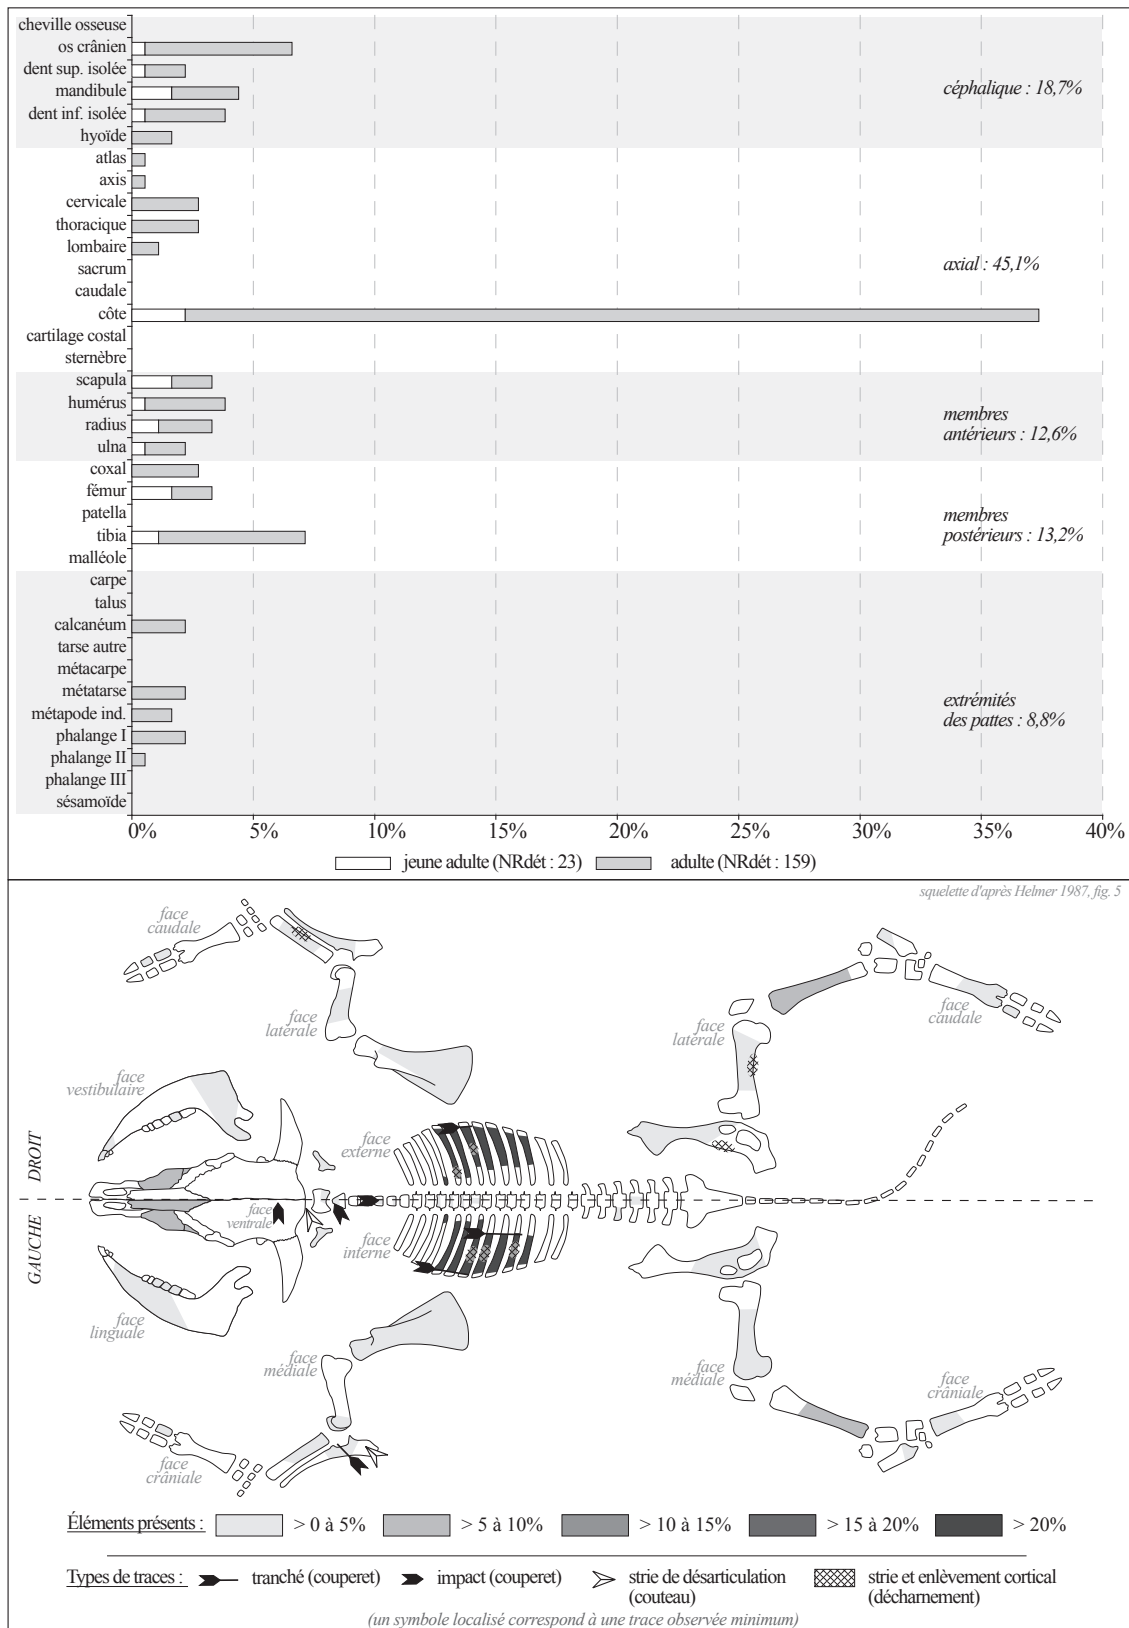 cheville osseuse
os crânien
dent sup. isolée
mandibule
céphalique : 18,7%
dent inf. isolée
hyoïde
atlas
axis
cervicale
thoracique
lombaire
sacrum
axial : 45,1%
caudale
côte
cartilage costal
sternèbre
scapula
humérus
radius
membres
antérieurs : 12,6%
ulna
coxal
fémur
patella
tibia
membres
postérieurs : 13,2%
malléole
carpe
talus
calcanéum
tarse autre
métacarpe
métatarse
métapode ind.
extrémités
des pattes : 8,8%
phalange I
phalange II
phalange III
sésamoïde
0% 5% 10% 15% 20% 25% 30% 35% 40%
jeune adulte (NRdét : 23) adulte (NRdét : 159)
squelette d'après Helmer 1987, fig. 5
face
caudale
face
latérale
face
latérale
face
caudale
face
vestibulaire
face
externe
DROIT
face
ventrale
GAUCHE
face
interne
face
linguale
face
médiale
face
médiale
face
crâniale
face
crâniale
Éléments présents : > 0 à 5% > 5 à 10% > 10 à 15% > 15 à 20% > 20%
Types de traces : tranché (couperet) impact (couperet) strie de désarticulation
(couteau)
strie et enlèvement cortical
(décharnement)
(un symbole localisé correspond à une trace observée minimum)